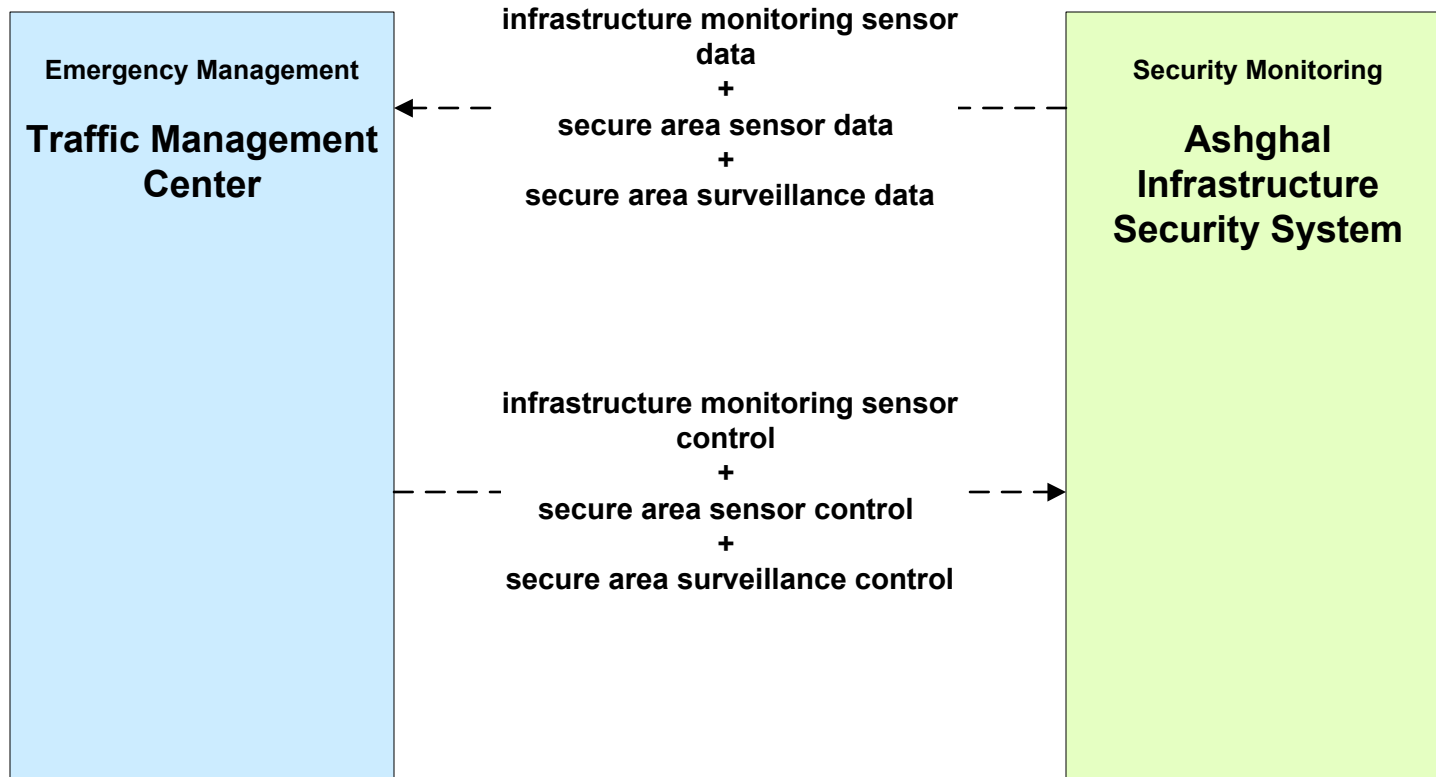 Emergency Management
Traffic Management
Center
infrastructure monitoring sensor
data
+
secure area sensor data
+
secure area surveillance data
infrastructure monitoring sensor
control
+
secure area sensor control
+
secure area surveillance control
Security Monitoring
Ashghal
Infrastructure
Security System